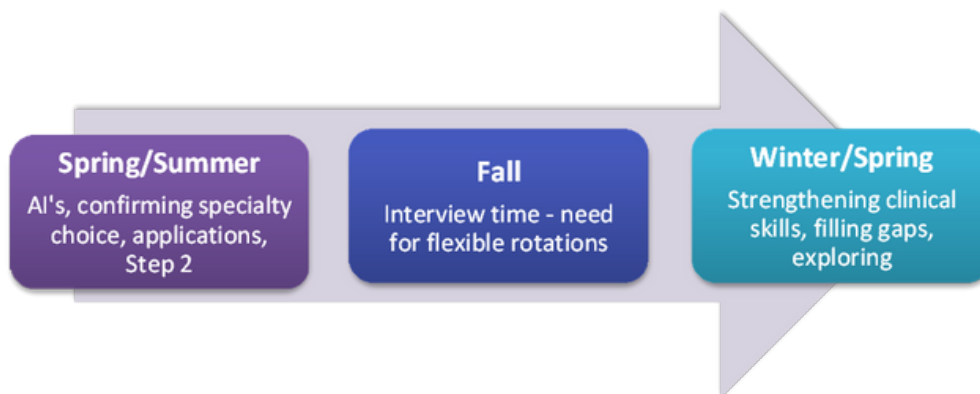 Spring/Summer
AI's, confirming specialty
choice, applications,
Step 2
Fall
Interview time - need
for flexible rotations
Winter/Spring
Strengthening clinical
skills, filling gaps,
exploring